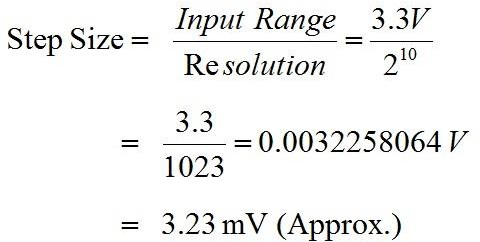 Step Size = Input Range / Resolution = 3.3V / 2^10
= 3.3 / 1023 = 0.0032258064 V
= 3.23 mV (Approx.)